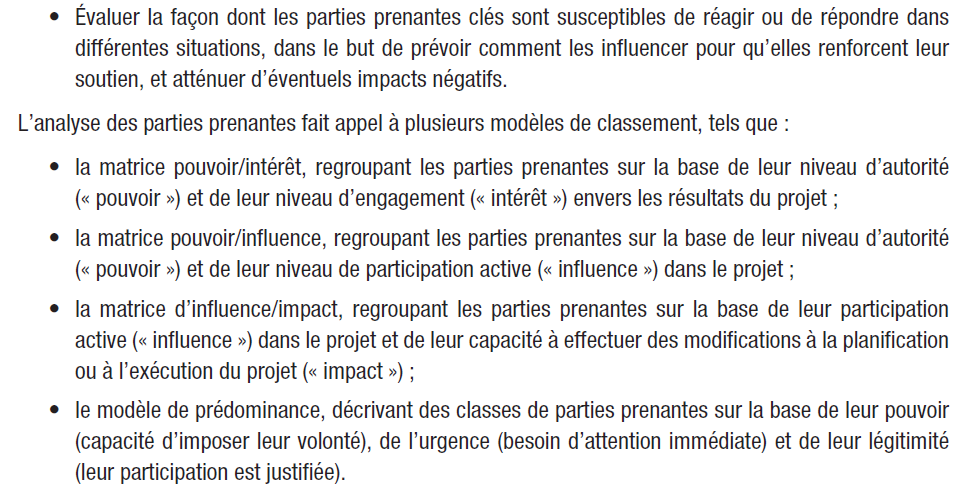 • Évaluer la façon dont les parties prenantes clés sont susceptibles de réagir ou de répondre dans
différentes situations, dans le but de prévoir comment les influencer pour qu'elles renforcent leur
soutien, et atténuer d'éventuels impacts négatifs.
L'analyse des parties prenantes fait appel à plusieurs modèles de classement, tels que :
• la matrice pouvoir/intérêt, regroupant les parties prenantes sur la base de leur niveau d'autorité
(« pouvoir ») et de leur niveau d'engagement (« intérêt ») envers les résultats du projet ;
• la matrice pouvoir/influence, regroupant les parties prenantes sur la base de leur niveau d'autorité
(« pouvoir ») et de leur niveau de participation active (« influence ») dans le projet ;
• la matrice d'influence/impact, regroupant les parties prenantes sur la base de leur participation
active (« influence ») dans le projet et de leur capacité à effectuer des modifications à la planification
ou à l'exécution du projet (« impact ») ;
• le modèle de prédominance, décrivant des classes de parties prenantes sur la base de leur pouvoir
(capacité d'imposer leur volonté), de l'urgence (besoin d'attention immédiate) et de leur légitimité
(leur participation est justifiée).